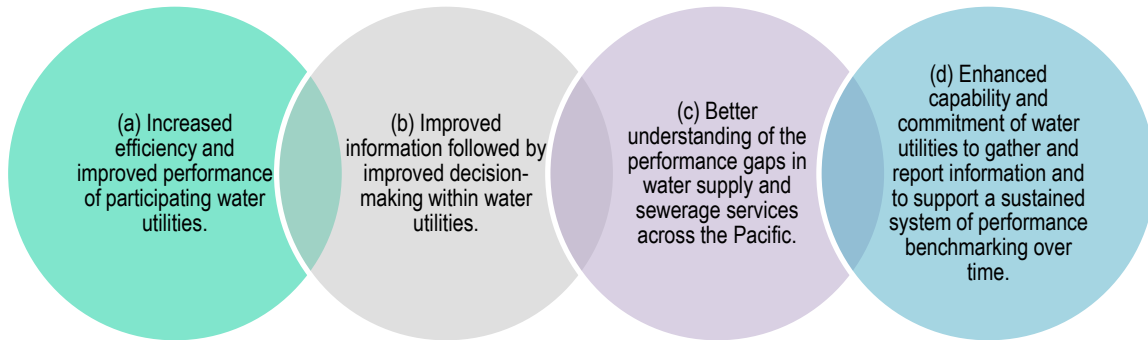 (a) Increased
efficiency and
improved performance
of participating water
utilities.
(b) Improved
information followed by
improved decision-
making within water
utilities.
(c) Better
understanding of the
performance gaps in
water supply and
sewerage services
across the Pacific.
(d) Enhanced
capability and
commitment of water
utilities to gather and
report information and
to support a sustained
system of performance
benchmarking over
time.